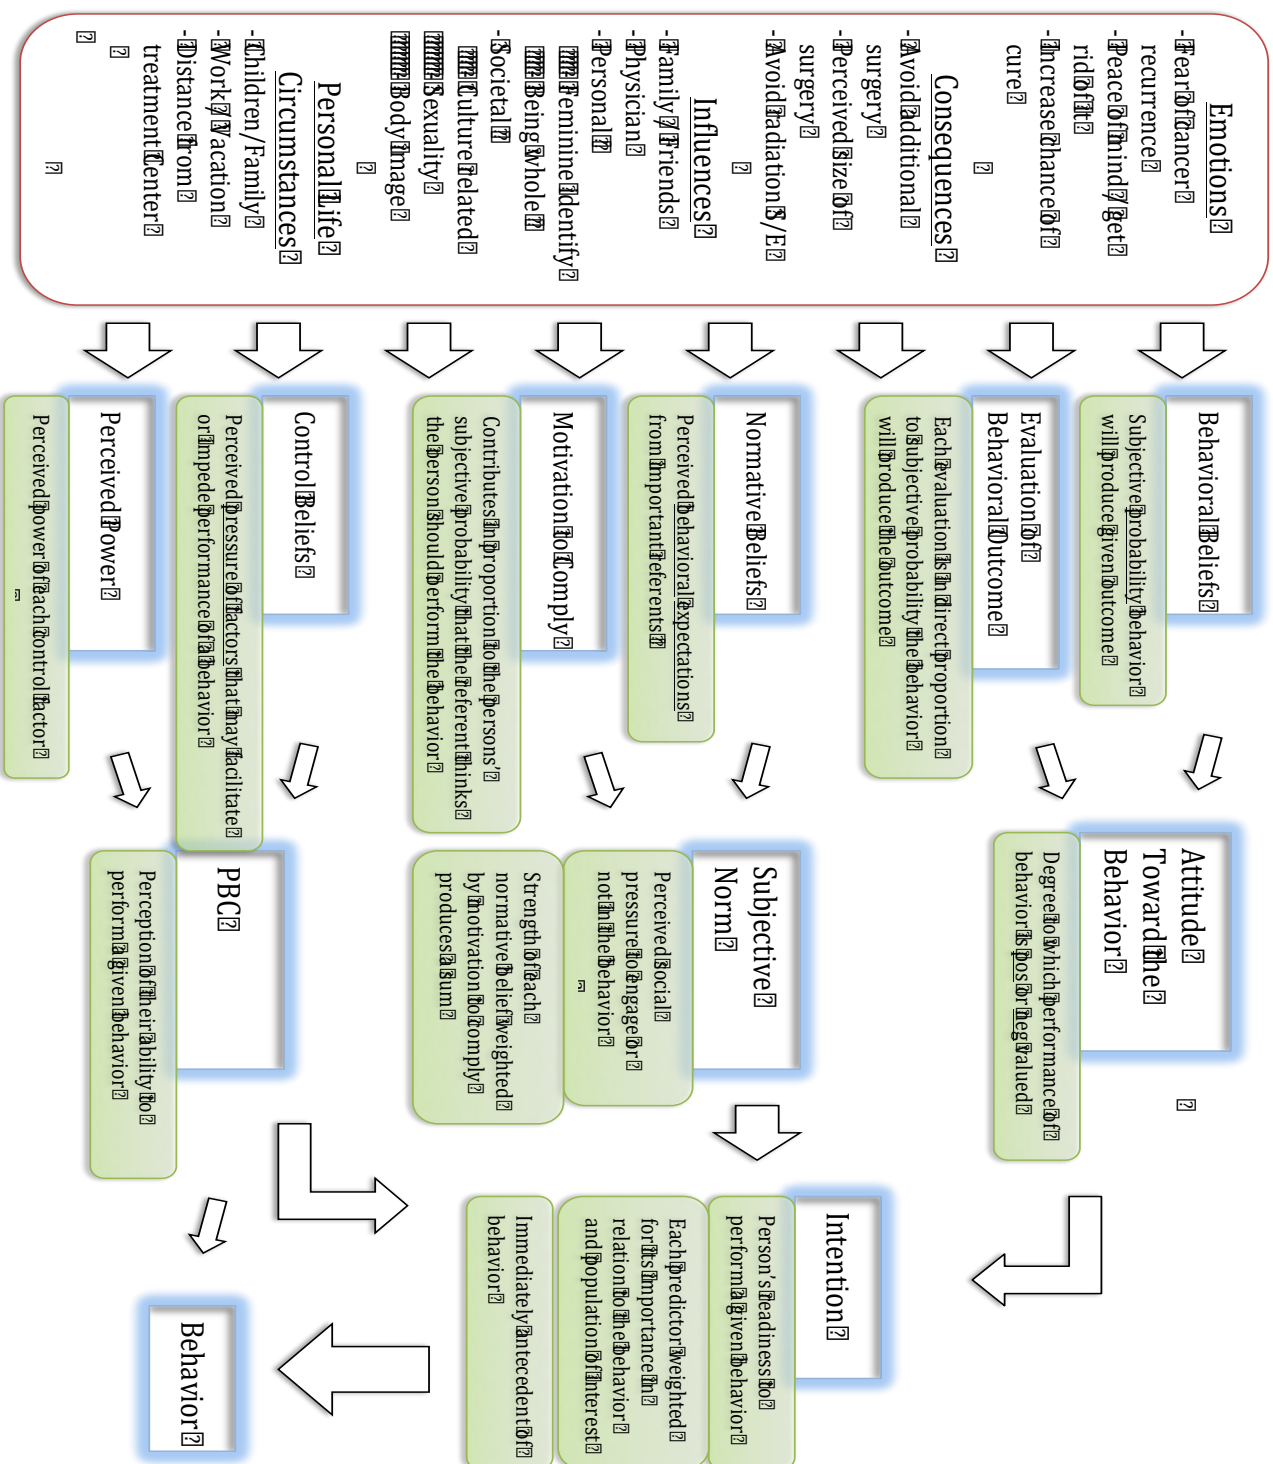 Emotions
- Fear of cancer
recurrence
- Peace of mind / get
rid of it
- Increase chance of
cure
Consequences
- Avoid additional
surgery
- Perceived size of
surgery
- Avoid radiation S/E
Influences
- Family / Friends
- Physician
- Personal
Feminine identify
Being whole
- Societal
Culture related
Sexuality
Body image
Personal Life
Circumstances
- Children/Family
- Work / Vacation
- Distance from
treatment Center
Behavioral Beliefs
Subjective probability behavior
will produce given outcome
Evaluation of
Behavioral Outcome
Each evaluation is in direct proportion
to subjective probability the behavior
will produce the outcome
Normative Beliefs
Perceived behavioral expectations
from important referents
Motivation to Comply
Contributes in proportion to the persons'
subjective probability that the referent thinks
the person should perform the behavior
Control Beliefs
Perceived pressure of factors that may facilitate
or impede performance of a behavior
Perceived Power
Perceived power of each control factor
Attitude
Toward the
Behavior
Degree to which performance of
behavior is pos or neg valued
Subjective
Norm
Perceived social
pressure to engage or
not in the behavior
Strength of each
normative belief weighted
by motivation to comply
produces a sum
PBC
Perception of their ability to
perform a given behavior
Intention
Person's readiness to
perform a given behavior
Each predictor weighted
for its importance in
relation to the behavior
and population of interest
Immediately antecedent of
behavior
Behavior